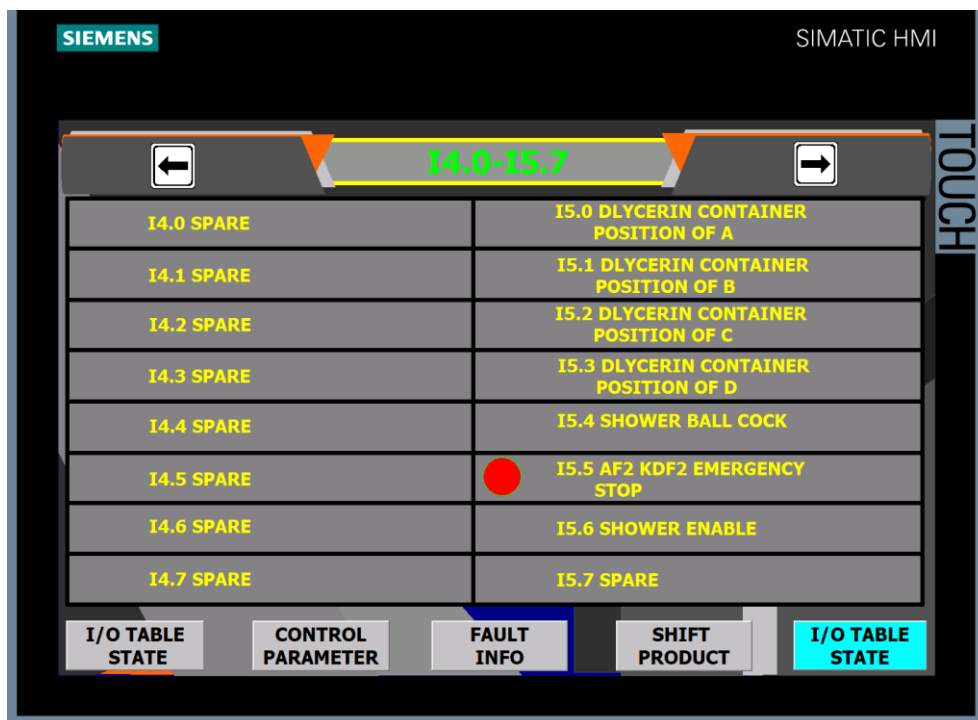 SIEMENS
SIMATIC HMI
TOUCH
I4.0-I5.7
I4.0 SPARE
I5.0 DLYCERIN CONTAINER
POSITION OF A
I4.1 SPARE
I5.1 DLYCERIN CONTAINER
POSITION OF B
I4.2 SPARE
I5.2 DLYCERIN CONTAINER
POSITION OF C
I4.3 SPARE
I5.3 DLYCERIN CONTAINER
POSITION OF D
I4.4 SPARE
I5.4 SHOWER BALL COCK
I4.5 SPARE
I5.5 AF2 KDF2 EMERGENCY
STOP
I4.6 SPARE
I5.6 SHOWER ENABLE
I4.7 SPARE
I5.7 SPARE
I/O TABLE
STATE
CONTROL
PARAMETER
FAULT
INFO
SHIFT
PRODUCT
I/O TABLE
STATE